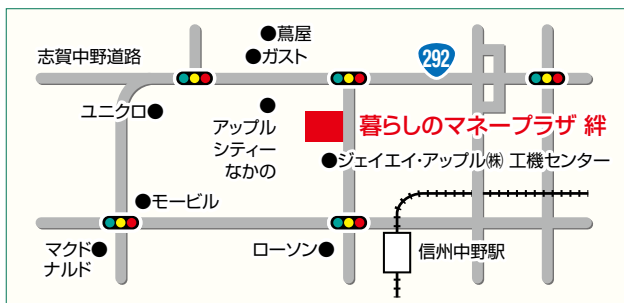 蔦屋
ガスト
志賀中野道路
292
ユニクロ
アップル
シティー
なかの
暮らしのマネープラザ 絆
ジェイエイ・アップル㈱ 工機センター
モービル
マクド
ナルド
ローソン
信州中野駅